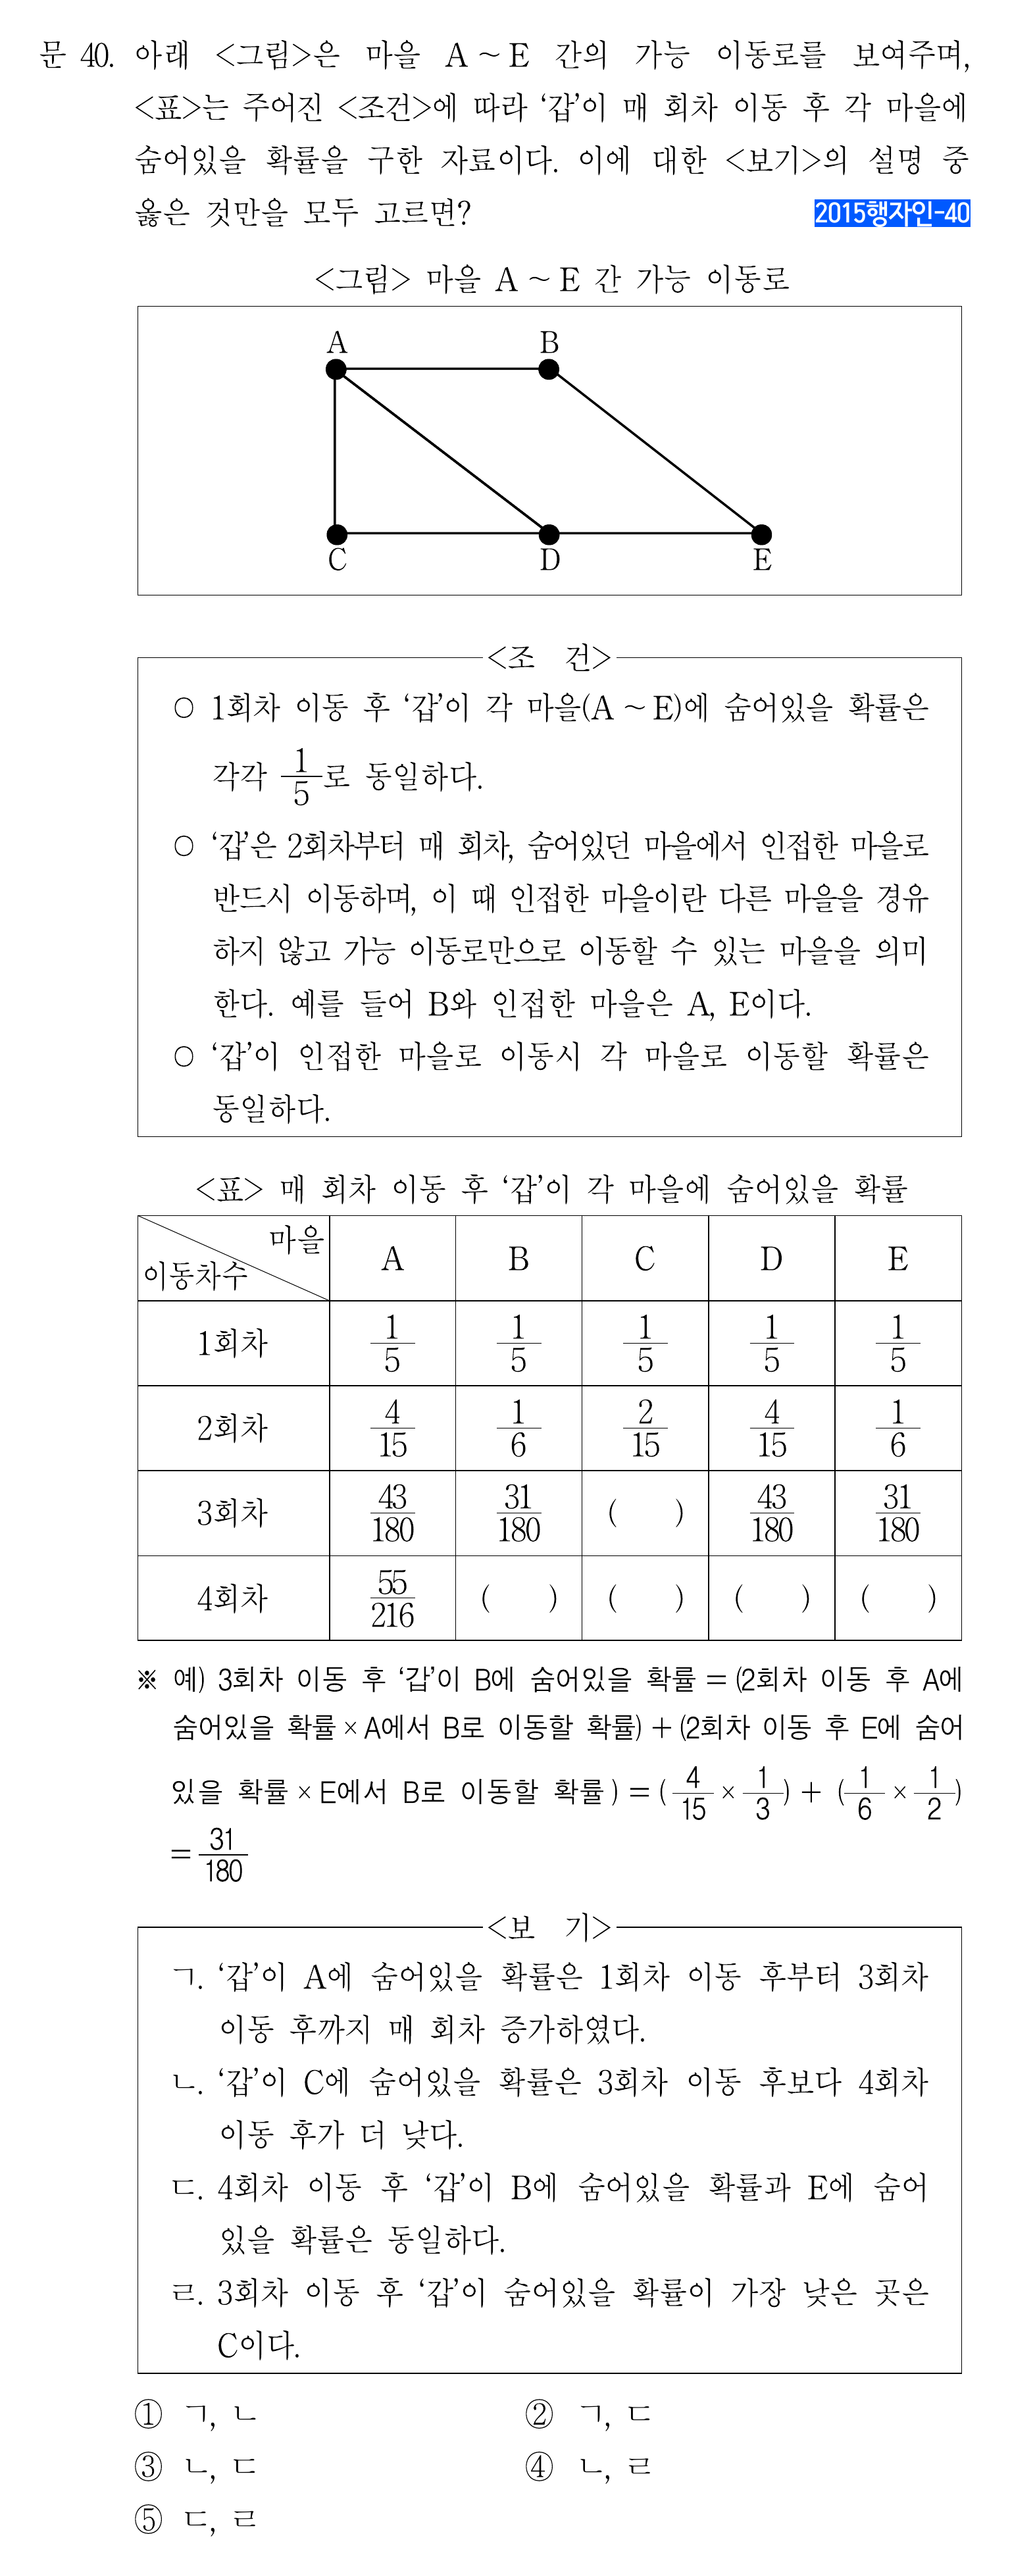 문 40. 아래 <그림>은 마을 A ~ E 간의 가능 이동로를 보여주며,
<표>는 주어진 <조건>에 따라 ‘갑’이 매 회차 이동 후 각 마을에
숨어있을 확률을 구한 자료이다. 이에 대한 <보기>의 설명 중
옳은 것만을 모두 고르면?
2015행자인-40
<그림> 마을 A ~ E 간 가능 이동로
A B
C D E
<조 건>
○ 1회차 이동 후 ‘갑’이 각 마을(A ~ E)에 숨어있을 확률은
각각 1/5로 동일하다.
○ ‘갑’은 2회차부터 매 회차, 숨어있던 마을에서 인접한 마을로
반드시 이동하며, 이 때 인접한 마을이란 다른 마을을 경유
하지 않고 가능 이동로만으로 이동할 수 있는 마을을 의미
한다. 예를 들어 B와 인접한 마을은 A, E이다.
○ ‘갑’이 인접한 마을로 이동시 각 마을로 이동할 확률은
동일하다.
<표> 매 회차 이동 후 ‘갑’이 각 마을에 숨어있을 확률
마을
이동차수 A B C D E
1회차 1/5 1/5 1/5 1/5 1/5
2회차 4/15 1/6 2/15 4/15 1/6
3회차 43/180 31/180 ( ) 43/180 31/180
4회차 55/216 ( ) ( ) ( ) ( )
※ 예) 3회차 이동 후 ‘갑’이 B에 숨어있을 확률 = (2회차 이동 후 A에
숨어있을 확률 × A에서 B로 이동할 확률) + (2회차 이동 후 E에 숨어
있을 확률 × E에서 B로 이동할 확률) = (4/15 × 1/3) + (1/6 × 1/2)
= 31/180
<보 기>
ㄱ. ‘갑’이 A에 숨어있을 확률은 1회차 이동 후부터 3회차
이동 후까지 매 회차 증가하였다.
ㄴ. ‘갑’이 C에 숨어있을 확률은 3회차 이동 후보다 4회차
이동 후가 더 낮다.
ㄷ. 4회차 이동 후 ‘갑’이 B에 숨어있을 확률과 E에 숨어
있을 확률은 동일하다.
ㄹ. 3회차 이동 후 ‘갑’이 숨어있을 확률이 가장 낮은 곳은
C이다.
① ㄱ, ㄴ ② ㄱ, ㄷ
③ ㄴ, ㄷ ④ ㄴ, ㄹ
⑤ ㄷ, ㄹ